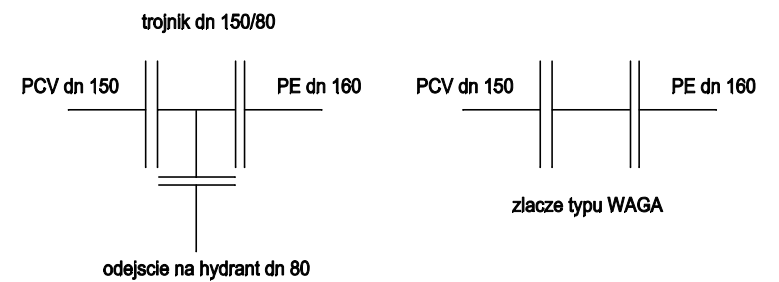 trojnik dn 150/80
PCV dn 150
PE dn 160
PCV dn 150
PE dn 160
zlacze typu WAGA
odejscie na hydrant dn 80